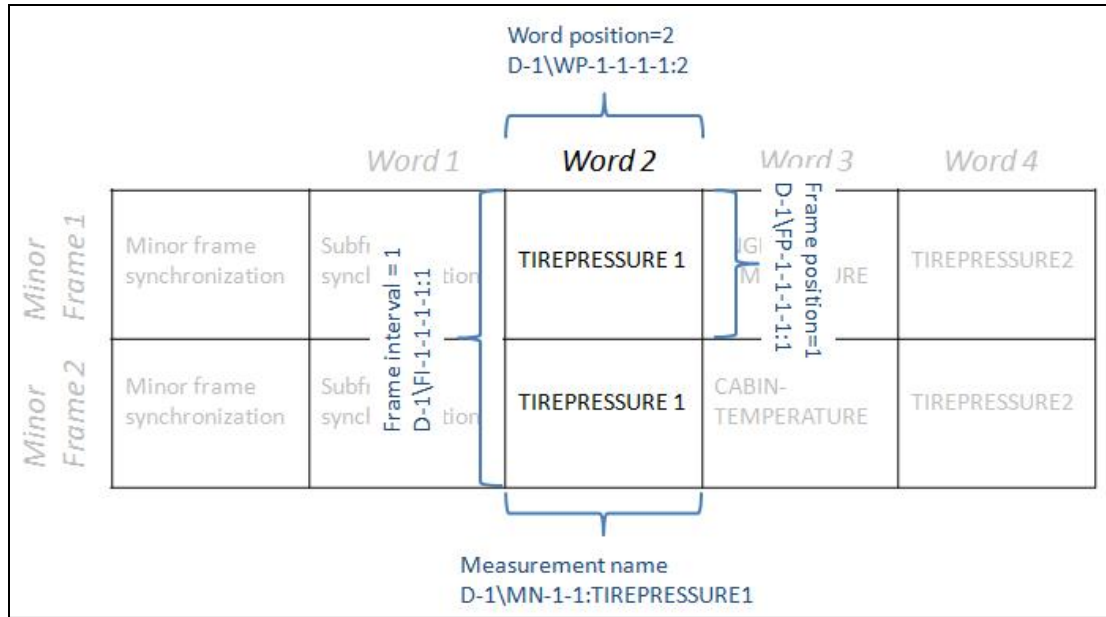 Word position=2
D-1\WP-1-1-1-1:2
Word 1
Word 2
Word 3
Word 4
Minor
Frame 1
Minor frame
synchronization
TIREPRESSURE 1
TIREPRESSURE2
Frame interval = 1
D-1\FI-1-1-1-1:1
Frame position=1
D-1\FP-1-1-1-1:1
Minor
Frame 2
Minor frame
synchronization
TIREPRESSURE 1
CABIN-
TEMPERATURE
TIREPRESSURE2
Measurement name
D-1\MN-1-1:TIREPRESSURE1